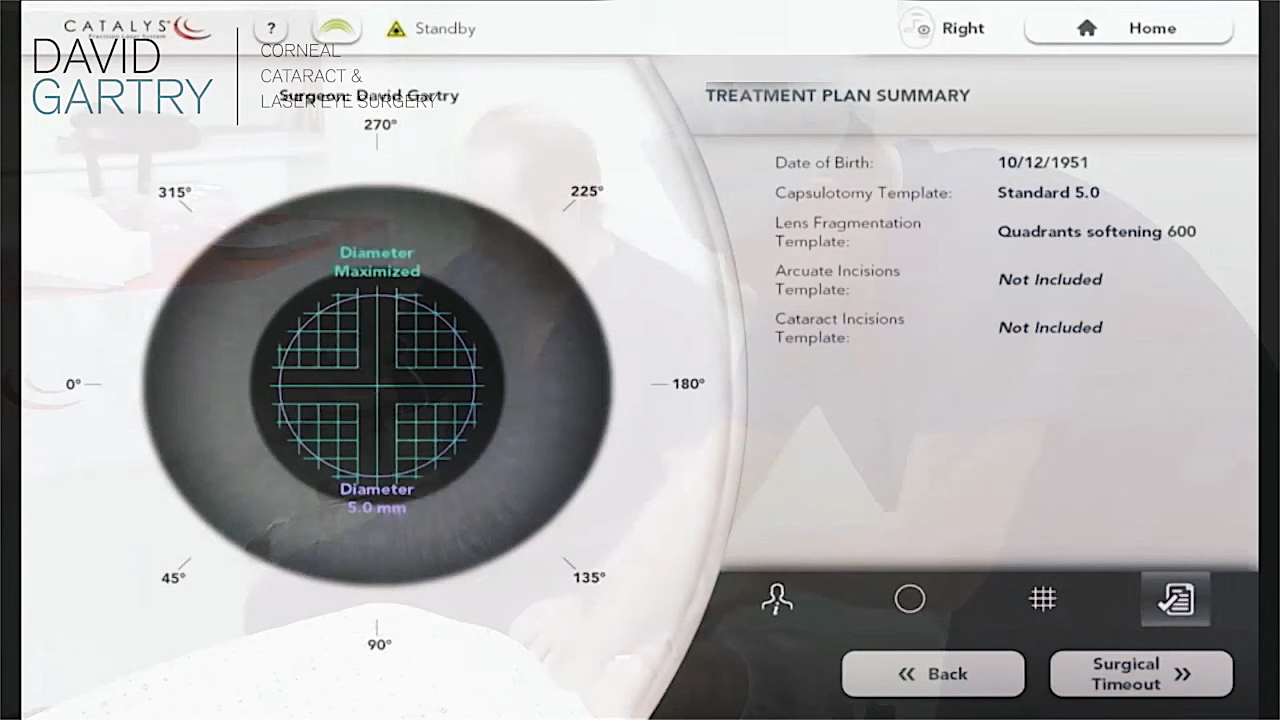 CATALYS
Precision Laser System
?
Standby
Right
Home
DAVID
GARTRY
CORNEAL
CATARACT &
LASER EYE SURGERY
Surgeon: David Gartry
TREATMENT PLAN SUMMARY
270°
315°
225°
Diameter
Maximized
0°
180°
Diameter
5.0 mm
45°
135°
90°
Date of Birth: 10/12/1951
Capsulotomy Template: Standard 5.0
Lens Fragmentation
Template: Quadrants softening 600
Arcuate Incisions
Template: Not Included
Cataract Incisions
Template: Not Included
Back
Surgical
Timeout